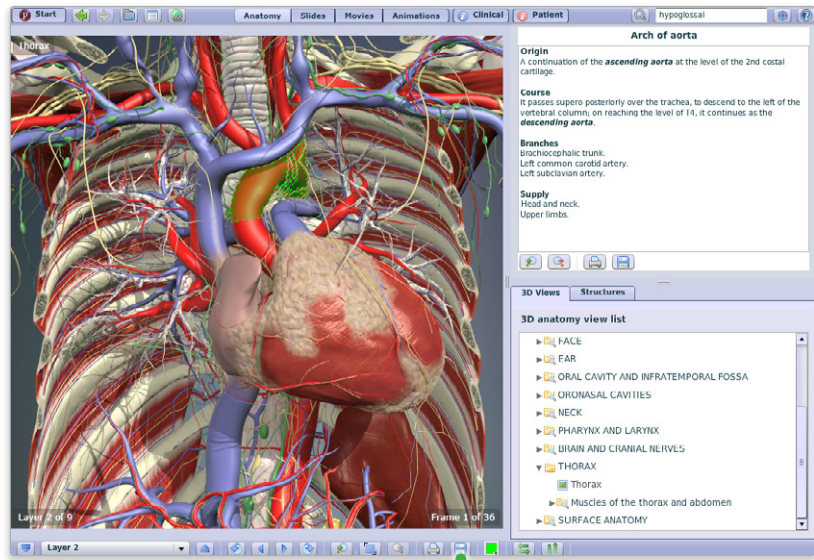 Start
Anatomy Slides Movies Animations Clinical Patient
hypoglossal
Thorax
Layer 2 of 9
Frame 1 of 36
Layer 2
Arch of aorta
Origin
A continuation of the ascending aorta at the level of the 2nd costal
cartilage.
Course
It passes supero posteriorly over the trachea, to descend to the left of the
vertebral column; on reaching the level of T4, it continues as the
descending aorta.
Branches
Brachiocephalic trunk.
Left common carotid artery.
Left subclavian artery.
Supply
Head and neck.
Upper limbs.
3D Views Structures
3D anatomy view list
FACE
EAR
ORAL CAVITY AND INFRATEMPORAL FOSSA
ORONASAL CAVITIES
NECK
PHARYNX AND LARYNX
BRAIN AND CRANIAL NERVES
THORAX
Thorax
Muscles of the thorax and abdomen
SURFACE ANATOMY